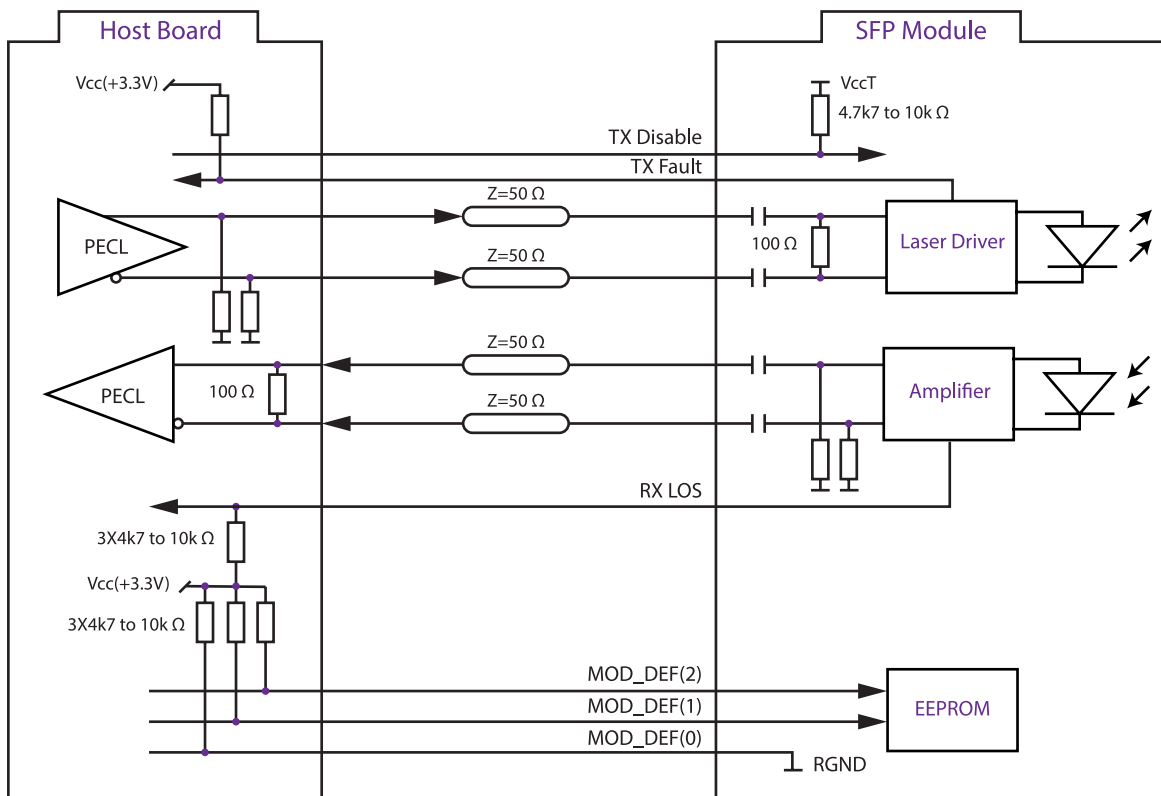 Host Board
SFP Module
Vcc(+3.3V)
VccT
4.7k7 to 10k Ω
TX Disable
TX Fault
Z=50 Ω
PECL
100 Ω
Laser Driver
Z=50 Ω
Z=50 Ω
PECL
100 Ω
Amplifier
Z=50 Ω
RX LOS
3X4k7 to 10k Ω
Vcc(+3.3V)
3X4k7 to 10k Ω
MOD_DEF(2)
MOD_DEF(1)
EEPROM
MOD_DEF(0)
RGND